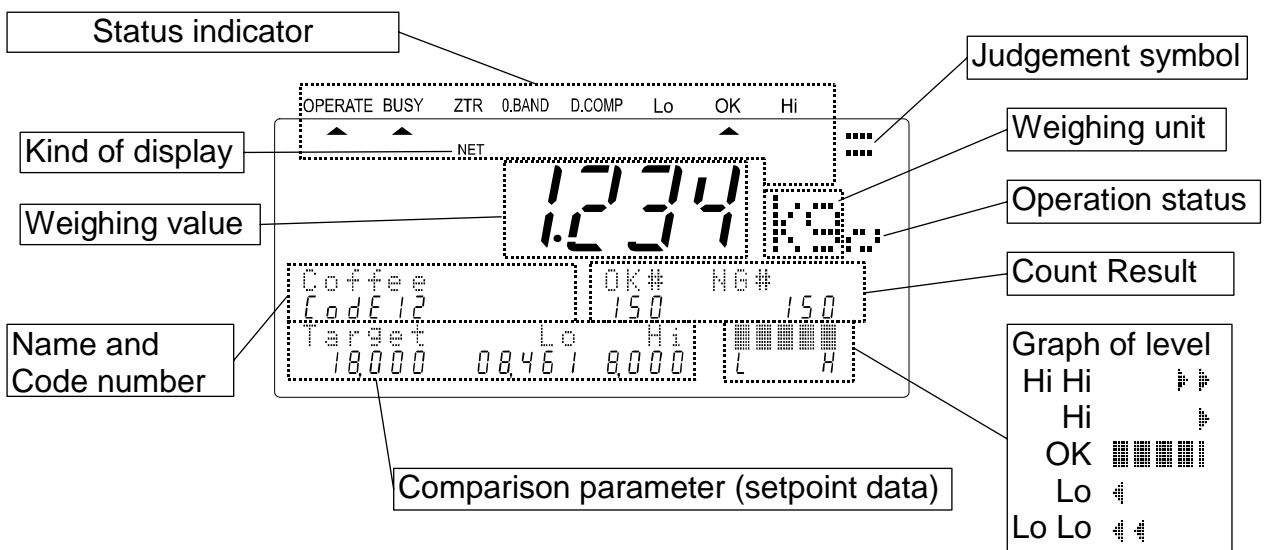 Status indicator
Judgement symbol
OPERATE BUSY ZTR 0.BAND D.COMP Lo OK Hi
Weighing unit
Kind of display
NET
Operation status
Weighing value
1.234 kg
Count Result
Coffee OK# NG#
CodE12 150 150
Name and
Code number
Target Lo Hi
18,000 08,461 8,000 L H
Graph of level
Hi Hi
Hi
OK
Lo
Lo Lo
Comparison parameter (setpoint data)